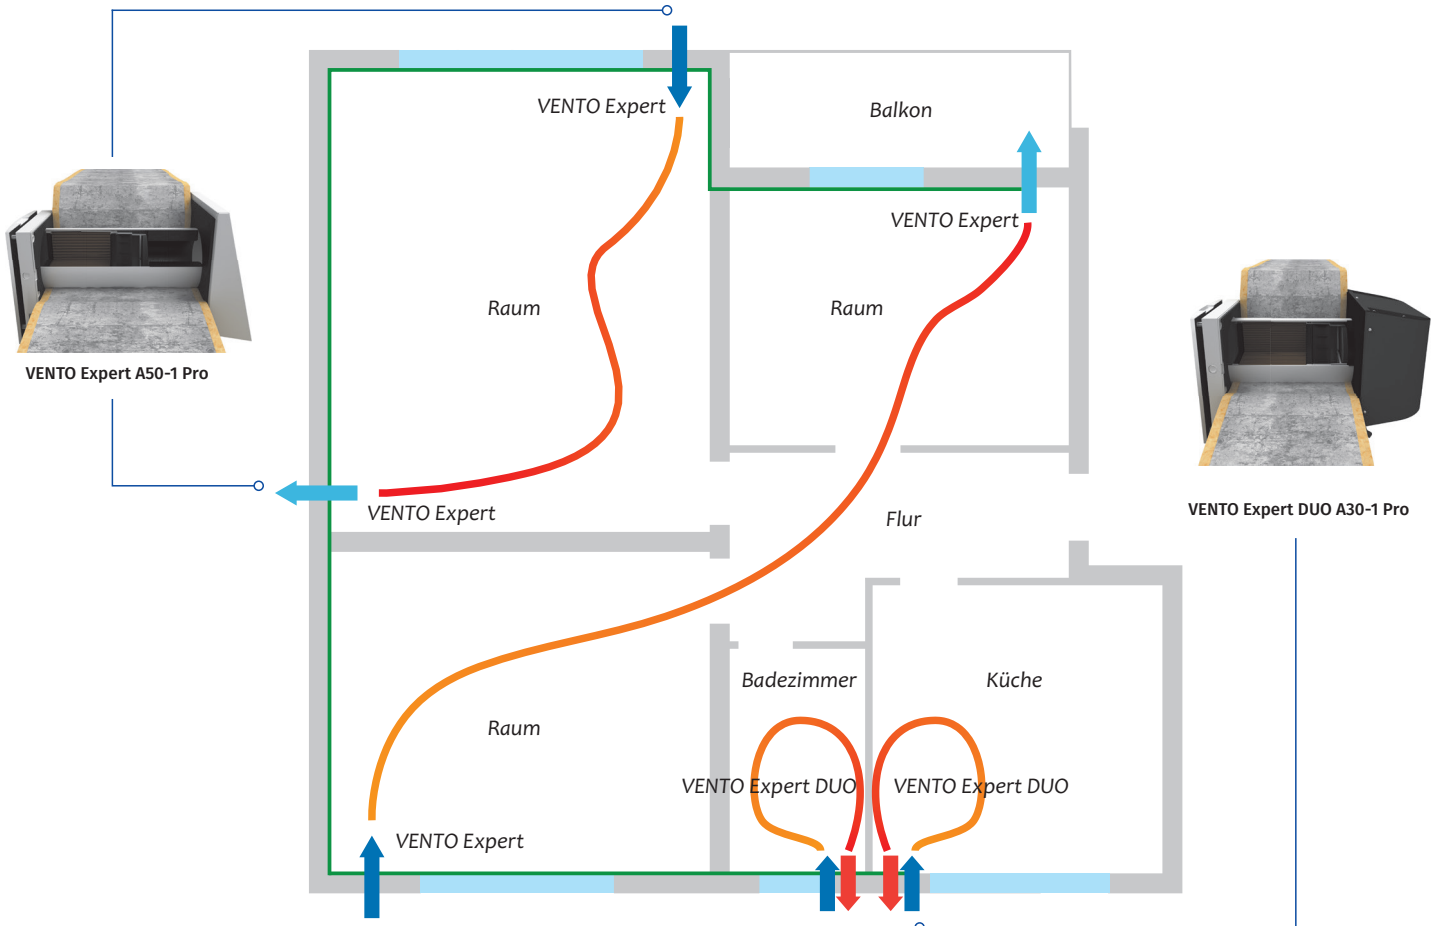 VENTO Expert
Balkon
VENTO Expert
Raum
Raum
VENTO Expert A50-1 Pro
VENTO Expert
Flur
VENTO Expert DUO A30-1 Pro
Badezimmer
Küche
Raum
VENTO Expert DUO
VENTO Expert DUO
VENTO Expert